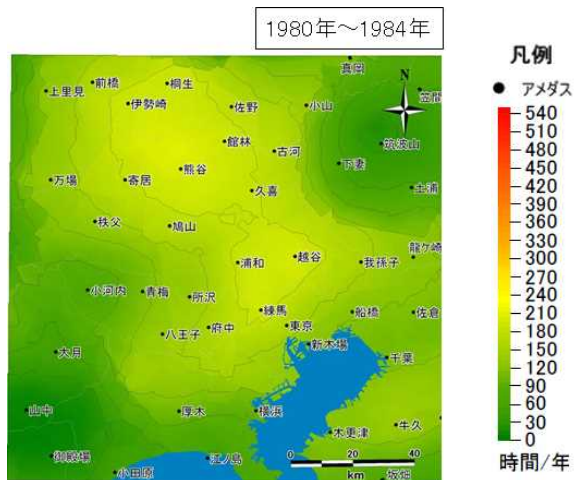 1980年～1984年
凡例
● アメダス
540
510
480
450
420
390
360
330
300
270
240
210
180
150
120
90
60
30
0
時間/年
N
真岡
上里見
前橋
桐生
笠間
伊勢崎
佐野
小山
館林
古河
筑波山
下妻
熊谷
万場
寄居
久喜
土浦
秩父
鳩山
龍ケ崎
浦和
越谷
我孫子
小河内
青梅
所沢
練馬
船橋
佐倉
八王子
府中
東京
新木場
大月
千葉
山中
厚木
横浜
木更津
牛久
御殿場
小田原
江ノ島
坂畑
0 20 40
km